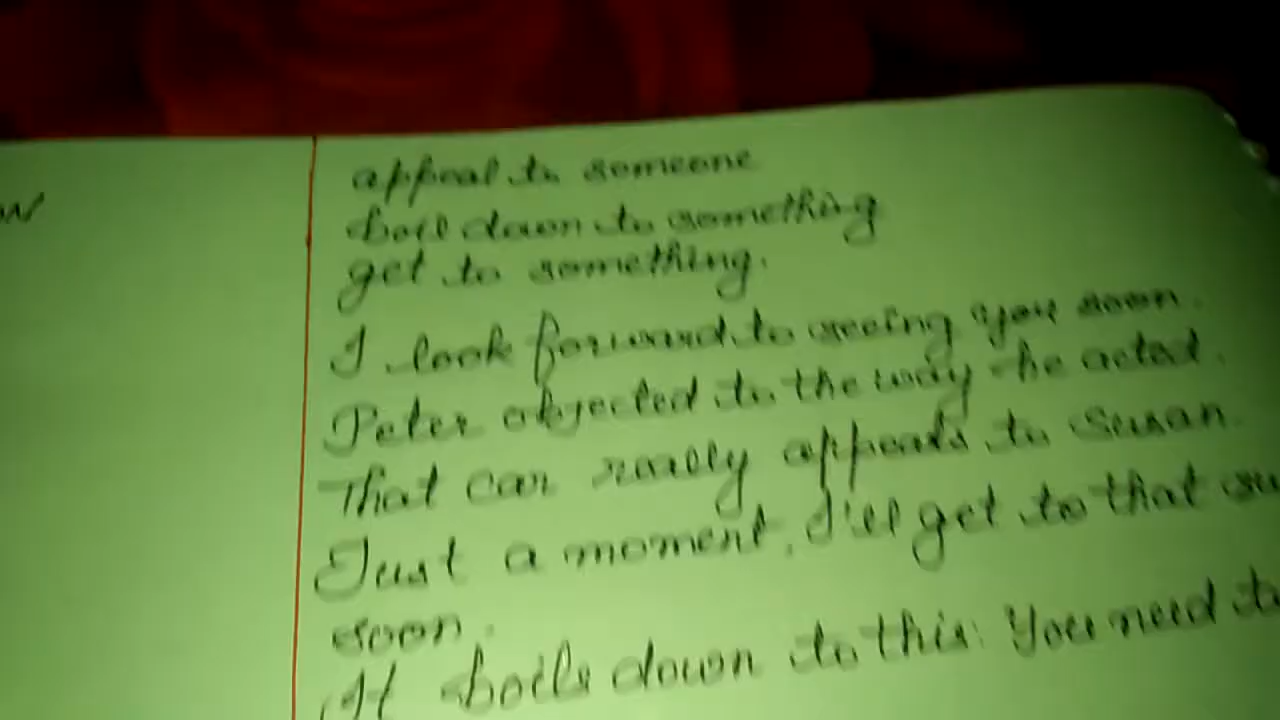 appeal to someone
boil down to something
get to something.
I look forward to seeing you soon.
Peter objected to the way he acted.
That car really appeals to Susan.
Just a moment, I'll get to that
soon.
It boils down to this: You need to